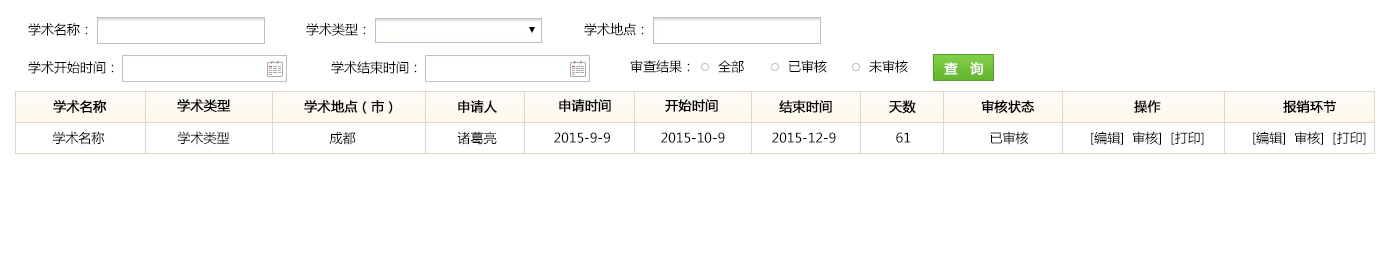 学术名称： 学术类型： 学术地点：
学术开始时间： 学术结束时间： 审查结果： 全部 已审核 未审核 查 询
学术名称 学术类型 学术地点（市） 申请人 申请时间 开始时间 结束时间 天数 审核状态 操作 报销环节
学术名称 学术类型 成都 诸葛亮 2015-9-9 2015-10-9 2015-12-9 61 已审核 [编辑] 审核] [打印] [编辑] 审核] [打印]